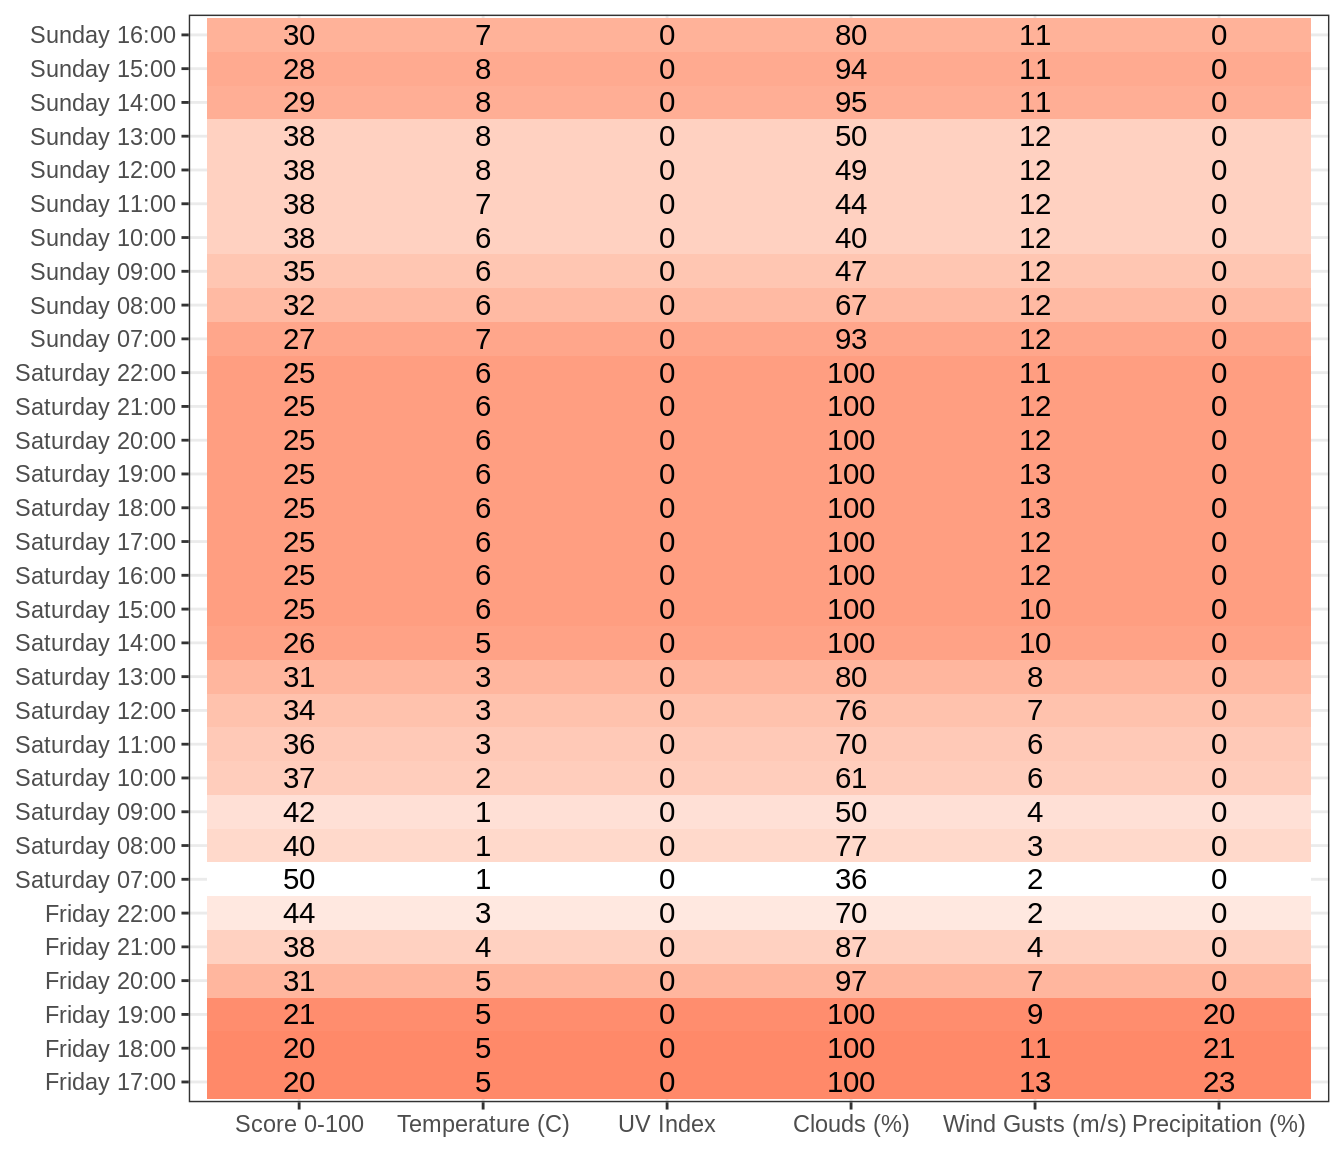 Sunday 16:00 30 7 0 80 11 0
Sunday 15:00 28 8 0 94 11 0
Sunday 14:00 29 8 0 95 11 0
Sunday 13:00 38 8 0 50 12 0
Sunday 12:00 38 8 0 49 12 0
Sunday 11:00 38 7 0 44 12 0
Sunday 10:00 38 6 0 40 12 0
Sunday 09:00 35 6 0 47 12 0
Sunday 08:00 32 6 0 67 12 0
Sunday 07:00 27 7 0 93 12 0
Saturday 22:00 25 6 0 100 11 0
Saturday 21:00 25 6 0 100 12 0
Saturday 20:00 25 6 0 100 12 0
Saturday 19:00 25 6 0 100 13 0
Saturday 18:00 25 6 0 100 13 0
Saturday 17:00 25 6 0 100 12 0
Saturday 16:00 25 6 0 100 12 0
Saturday 15:00 25 6 0 100 10 0
Saturday 14:00 26 5 0 100 10 0
Saturday 13:00 31 3 0 80 8 0
Saturday 12:00 34 3 0 76 7 0
Saturday 11:00 36 3 0 70 6 0
Saturday 10:00 37 2 0 61 6 0
Saturday 09:00 42 1 0 50 4 0
Saturday 08:00 40 1 0 77 3 0
Saturday 07:00 50 1 0 36 2 0
Friday 22:00 44 3 0 70 2 0
Friday 21:00 38 4 0 87 4 0
Friday 20:00 31 5 0 97 7 0
Friday 19:00 21 5 0 100 9 20
Friday 18:00 20 5 0 100 11 21
Friday 17:00 20 5 0 100 13 23
Score 0-100 Temperature (C) UV Index Clouds (%) Wind Gusts (m/s) Precipitation (%)